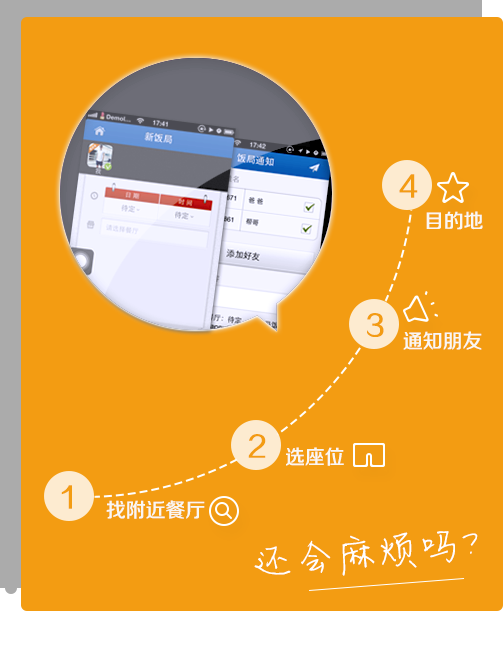 17:41
新饭局
日 期
时 间
待定
待定
请选择餐厅
17:42
饭局通知
名
871
爸 爸
861
帮哥
添加好友
厅：待定
4
目的地
3
通知朋友
2
选座位
1
找附近餐厅
还会麻烦吗?